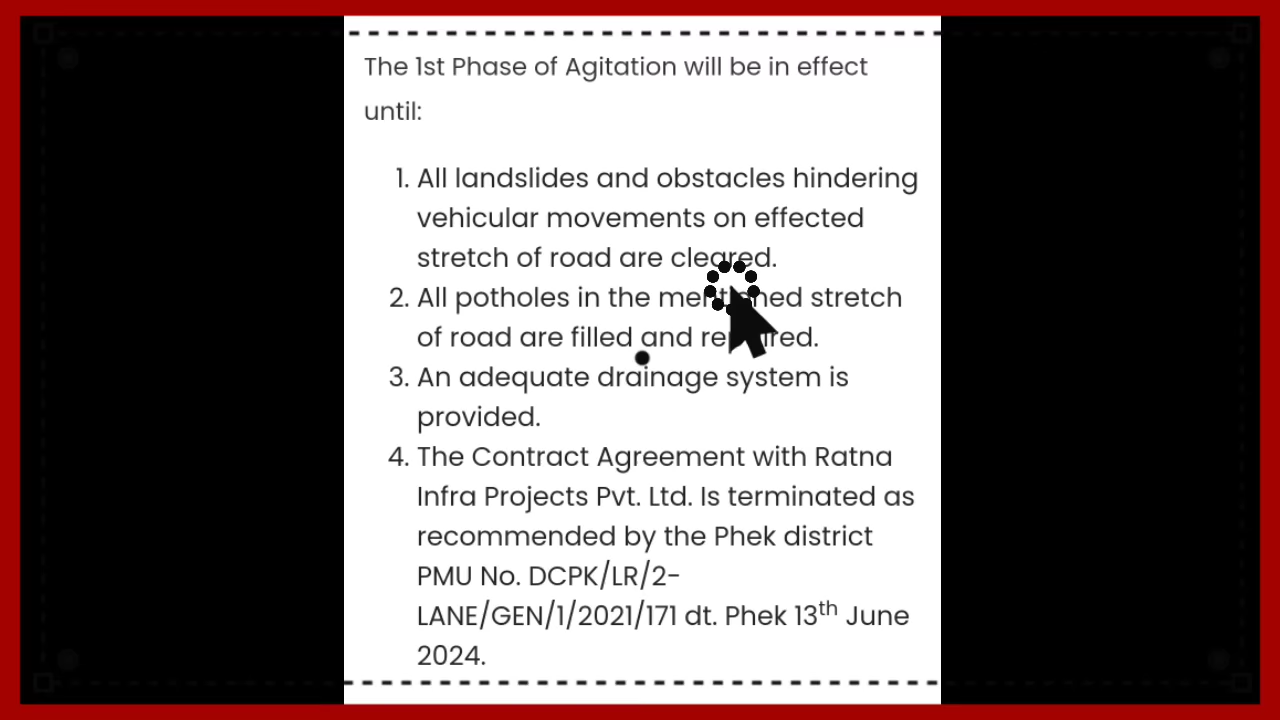 The 1st Phase of Agitation will be in effect
until:
1. All landslides and obstacles hindering
vehicular movements on effected
stretch of road are cleared.
2. All potholes in the mentioned stretch
of road are filled and repaired.
3. An adequate drainage system is
provided.
4. The Contract Agreement with Ratna
Infra Projects Pvt. Ltd. Is terminated as
recommended by the Phek district
PMU No. DCPK/LR/2-
LANE/GEN/1/2021/171 dt. Phek 13th June
2024.